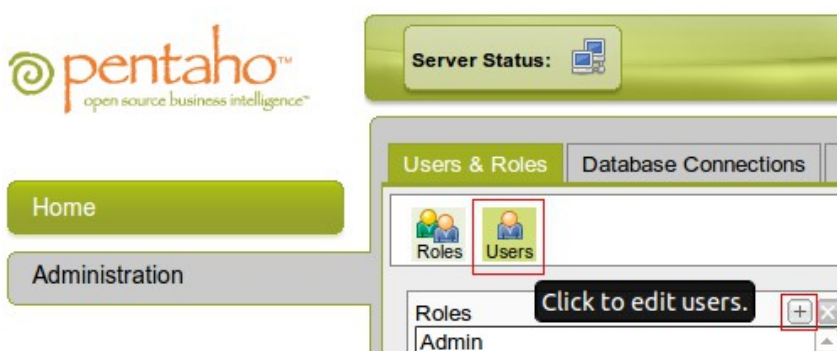 pentaho™
open source business intelligence™
Server Status:
Users & Roles
Database Connections
Home
Administration
Roles
Users
Click to edit users.
Roles
Admin